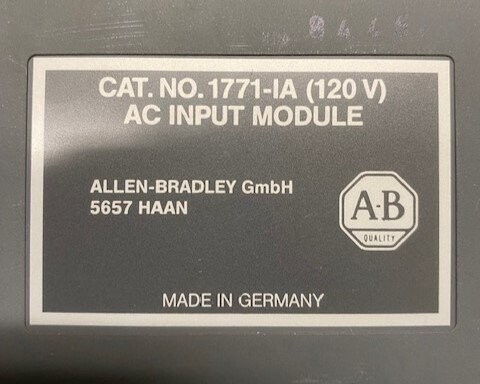 CAT. NO. 1771-IA (120 V)
AC INPUT MODULE
ALLEN-BRADLEY GmbH
5657 HAAN
A-B
QUALITY
MADE IN GERMANY